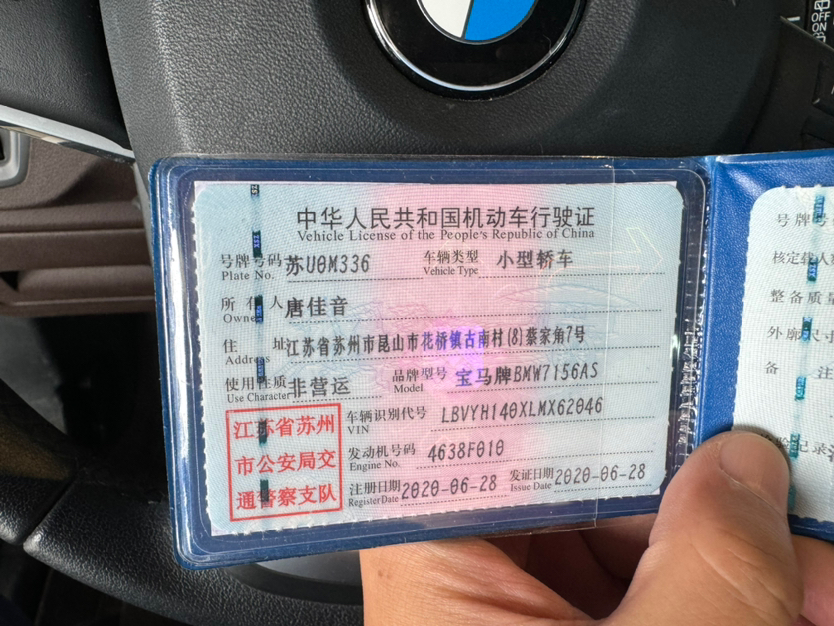 OFF
ON
中华人民共和国机动车行驶证
Vehicle License of the People's Republic of China
号牌号码 苏U0M336 车辆类型 小型轿车
Plate No. Vehicle Type
所有人 唐佳音
Owner
住址 江苏省苏州市昆山市花桥镇古南村(8)蔡家角7号
Address
使用性质 非营运 品牌型号 宝马牌BMW7156AS
Use Character Model
江苏省苏州
市公安局交
通警察支队
车辆识别代号 LBVYH140XLMX62046
VIN
发动机号码 4638F010
Engine No.
注册日期 2020-06-28 发证日期 2020-06-28
Register Date Issue Date
号牌号
核定载人
整备质量
外廓尺寸
备注
检验记录